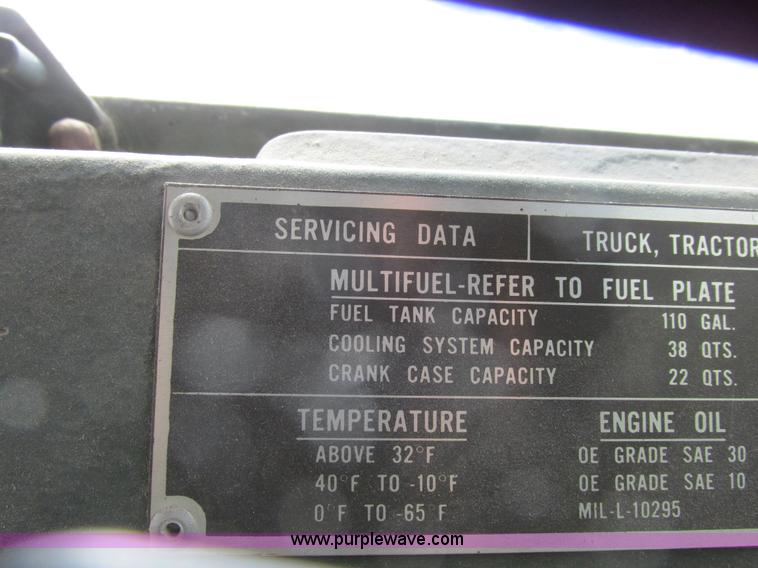 SERVICING DATA TRUCK, TRACTOR
MULTIFUEL-REFER TO FUEL PLATE
FUEL TANK CAPACITY 110 GAL.
COOLING SYSTEM CAPACITY 38 QTS.
CRANK CASE CAPACITY 22 QTS.
TEMPERATURE ENGINE OIL
ABOVE 32°F OE GRADE SAE 30
40°F TO -10°F OE GRADE SAE 10
0°F TO -65°F MIL-L-10295
www.purplewave.com